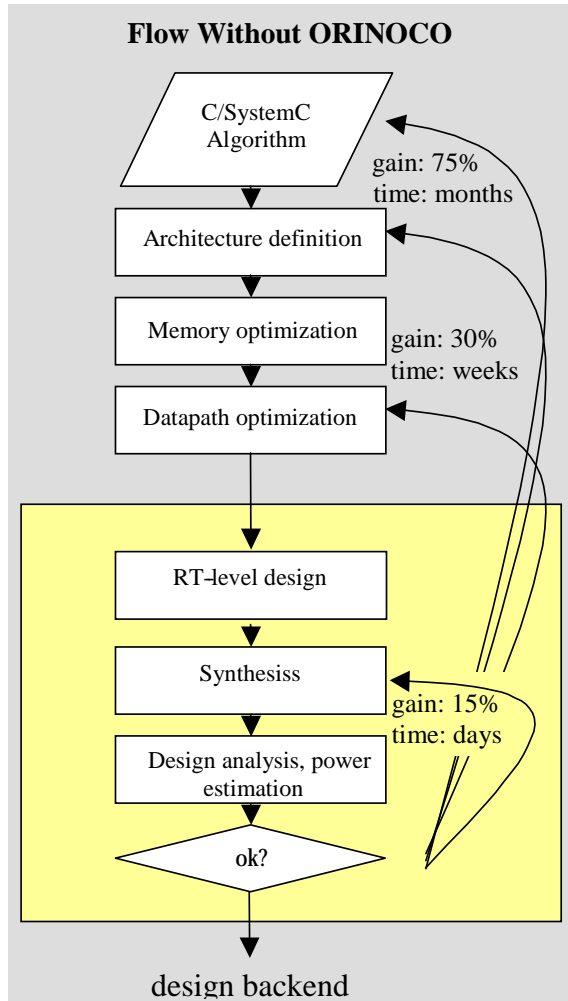 Flow Without ORINOCO
C/SystemC
Algorithm
gain: 75%
time: months
Architecture definition
Memory optimization
gain: 30%
time: weeks
Datapath optimization
RT-level design
Synthesiss
gain: 15%
time: days
Design analysis, power
estimation
ok?
design backend